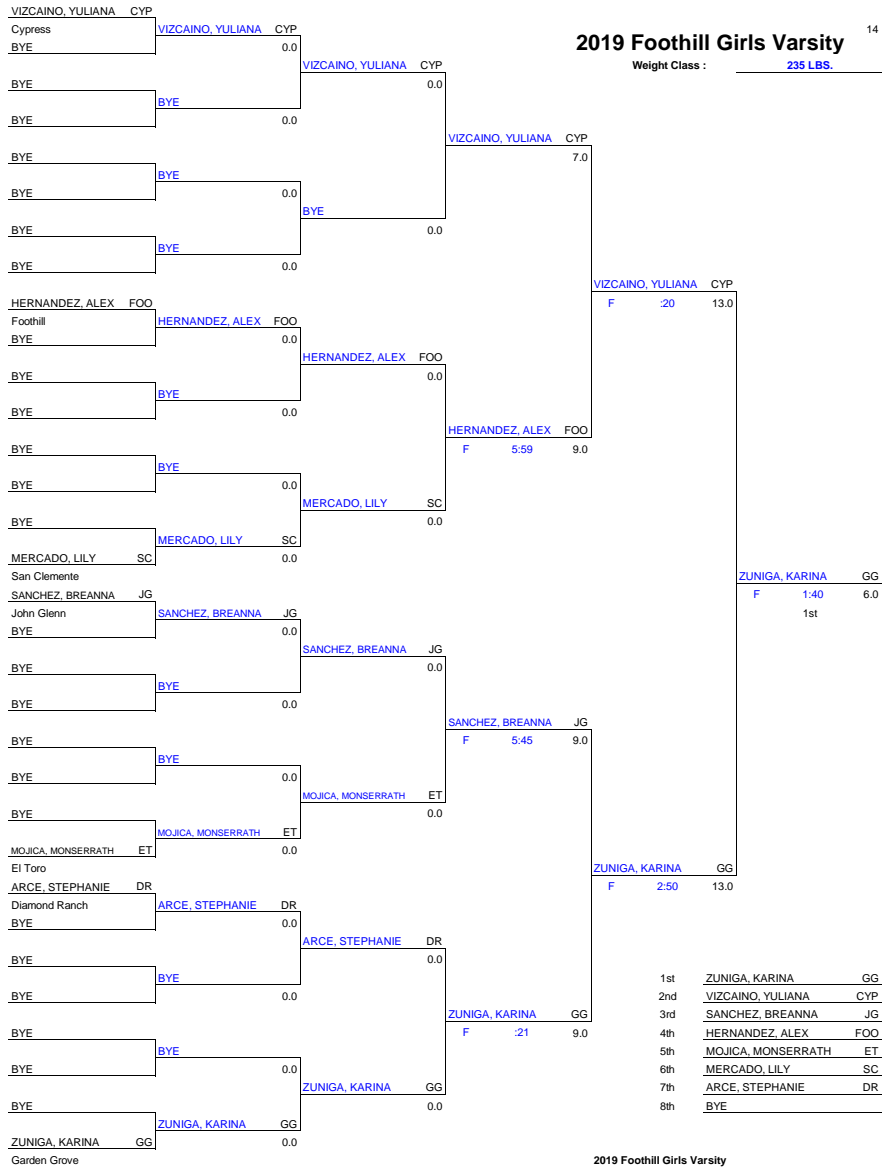 2019 Foothill Girls Varsity 14
Weight Class : 235 LBS.
VIZCAINO, YULIANA CYP
Cypress
BYE
BYE
BYE
BYE
BYE
BYE
BYE
HERNANDEZ, ALEX FOO
Foothill
BYE
BYE
BYE
BYE
BYE
BYE
MERCADO, LILY SC
San Clemente
SANCHEZ, BREANNA JG
John Glenn
BYE
BYE
BYE
BYE
BYE
BYE
MOJICA, MONSERRATH ET
El Toro
ARCE, STEPHANIE DR
Diamond Ranch
BYE
BYE
BYE
BYE
BYE
BYE
ZUNIGA, KARINA GG
Garden Grove
VIZCAINO, YULIANA CYP
0.0
BYE
0.0
BYE
0.0
BYE
0.0
HERNANDEZ, ALEX FOO
0.0
BYE
0.0
BYE
0.0
MERCADO, LILY SC
0.0
SANCHEZ, BREANNA JG
0.0
BYE
0.0
BYE
0.0
MOJICA, MONSERRATH ET
0.0
ARCE, STEPHANIE DR
0.0
BYE
0.0
BYE
0.0
ZUNIGA, KARINA GG
0.0
VIZCAINO, YULIANA CYP
0.0
BYE
0.0
HERNANDEZ, ALEX FOO
0.0
MERCADO, LILY SC
0.0
SANCHEZ, BREANNA JG
0.0
MOJICA, MONSERRATH ET
0.0
ARCE, STEPHANIE DR
0.0
ZUNIGA, KARINA GG
0.0
VIZCAINO, YULIANA CYP
7.0
HERNANDEZ, ALEX FOO
F 5:59 9.0
SANCHEZ, BREANNA JG
F 5:45 9.0
ZUNIGA, KARINA GG
F :21 9.0
VIZCAINO, YULIANA CYP
F :20 13.0
ZUNIGA, KARINA GG
F 2:50 13.0
ZUNIGA, KARINA GG
F 1:40 6.0
1st
1st ZUNIGA, KARINA GG
2nd VIZCAINO, YULIANA CYP
3rd SANCHEZ, BREANNA JG
4th HERNANDEZ, ALEX FOO
5th MOJICA, MONSERRATH ET
6th MERCADO, LILY SC
7th ARCE, STEPHANIE DR
8th BYE
2019 Foothill Girls Varsity